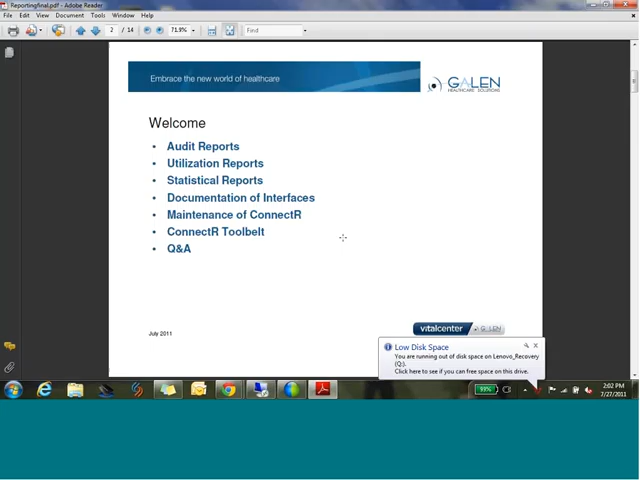 Reportingfinal.pdf - Adobe Reader
File Edit View Document Tools Window Help
2 / 14 71.9% Find
Embrace the new world of healthcare
GALEN
HEALTHCARE SOLUTIONS
Welcome
• Audit Reports
• Utilization Reports
• Statistical Reports
• Documentation of Interfaces
• Maintenance of ConnectR
• ConnectR Toolbelt
• Q&A
July 2011
vitalcenter GALEN
Low Disk Space
You are running out of disk space on Lenovo_Recovery
(Q:).
Click here to see if you can free space on this drive.
99%
2:02 PM
7/27/2011